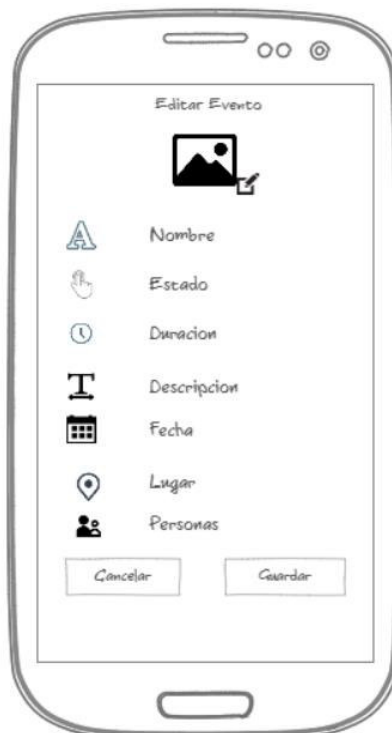 Editar Evento
Nombre
Estado
Duracion
Descripcion
Fecha
Lugar
Personas
Cancelar Guardar